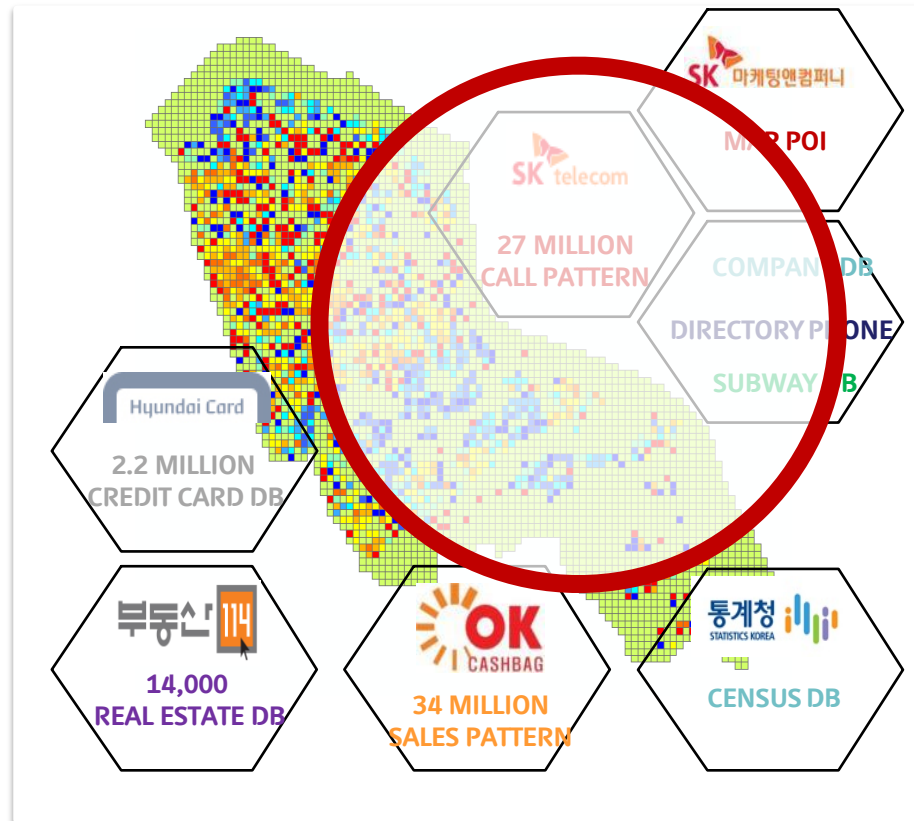 SK 마케팅앤컴퍼니
MAP POI
SK telecom
27 MILLION
CALL PATTERN
COMPANY DB
DIRECTORY PHONE
SUBWAY DB
Hyundai Card
2.2 MILLION
CREDIT CARD DB
부동산 114
14,000
REAL ESTATE DB
OK
CASHBAG
34 MILLION
SALES PATTERN
통계청
STATISTICS KOREA
CENSUS DB